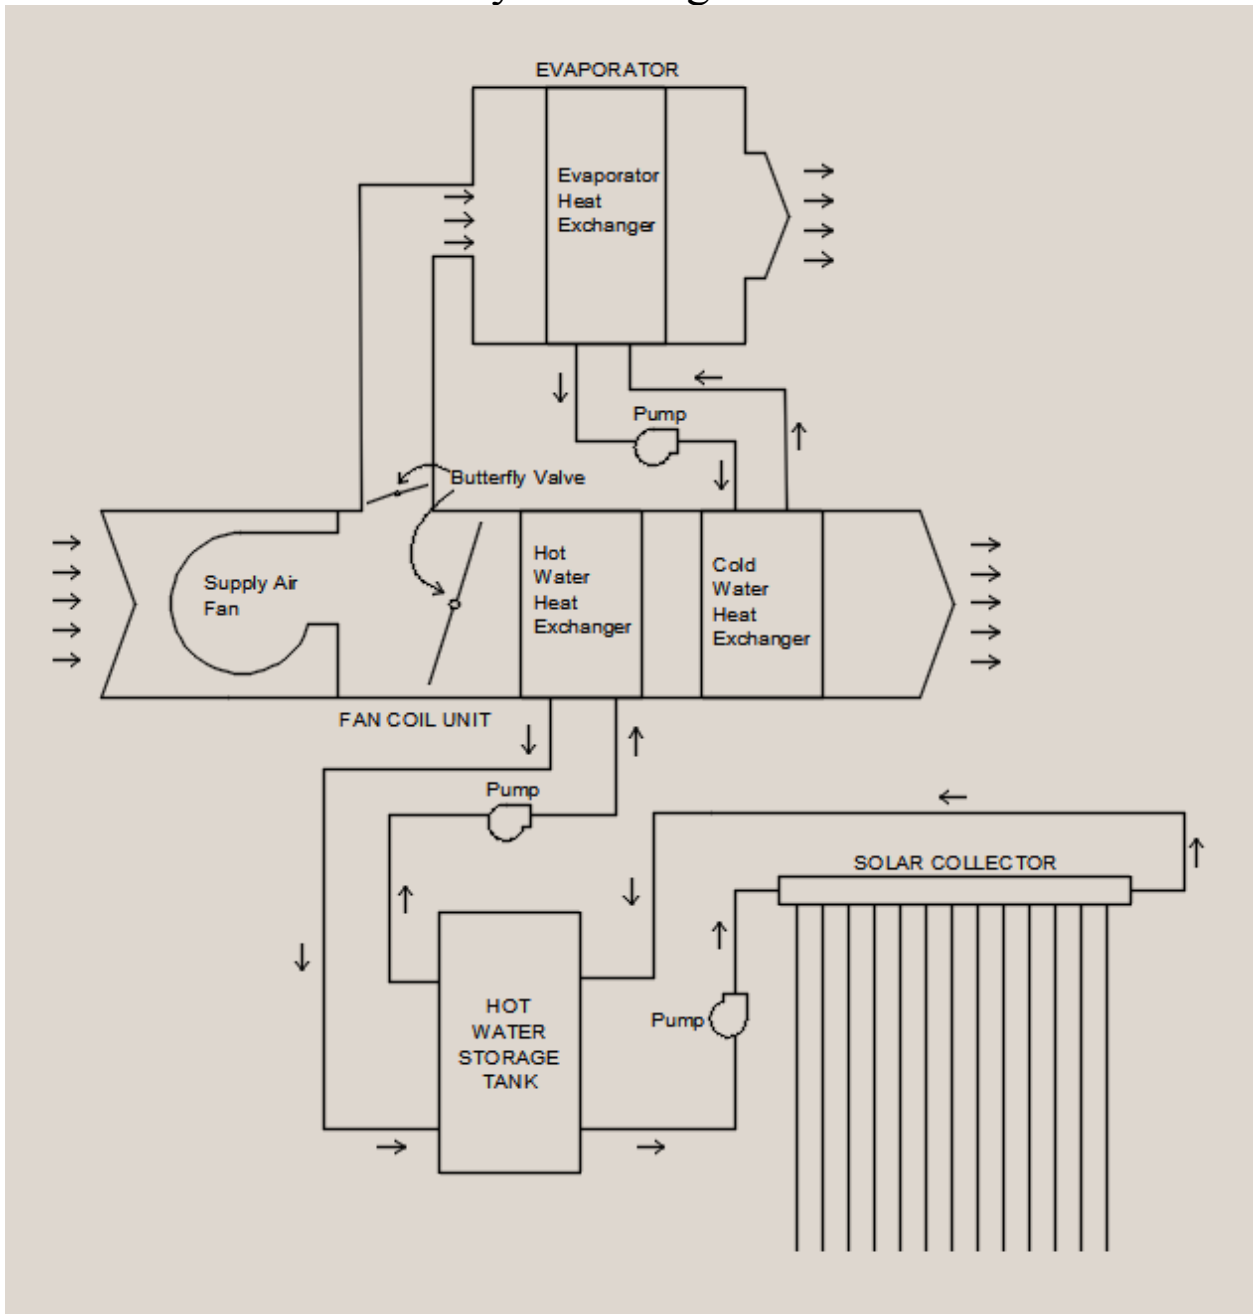 EVAPORATOR
Evaporator
Heat
Exchanger
Pump
Butterfly Valve
Supply Air
Fan
Hot
Water
Heat
Exchanger
Cold
Water
Heat
Exchanger
FAN COIL UNIT
Pump
SOLAR COLLECTOR
HOT
WATER
STORAGE
TANK
Pump